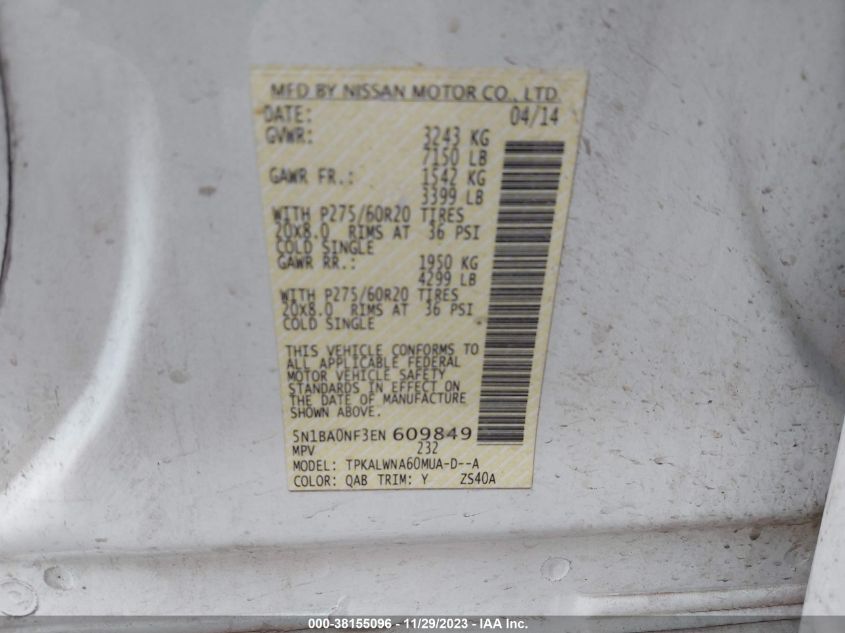 MFD BY NISSAN MOTOR CO., LTD.
DATE: 04/14
GVWR: 3243 KG
7150 LB
GAWR FR.: 1542 KG
3399 LB
WITH P275/60R20 TIRES
20X8.0 RIMS AT 36 PSI
COLD SINGLE
GAWR RR.: 1950 KG
4299 LB
WITH P275/60R20 TIRES
20X8.0 RIMS AT 36 PSI
COLD SINGLE
THIS VEHICLE CONFORMS TO
ALL APPLICABLE FEDERAL
MOTOR VEHICLE SAFETY
STANDARDS IN EFFECT ON
THE DATE OF MANUFACTURE
SHOWN ABOVE.
5N1BA0NF3EN 609849
MPV 232
MODEL: TPKALWNA60MUA-D--A
COLOR: QAB TRIM: Y ZS40A
000-38155096 - 11/29/2023 - IAA Inc.